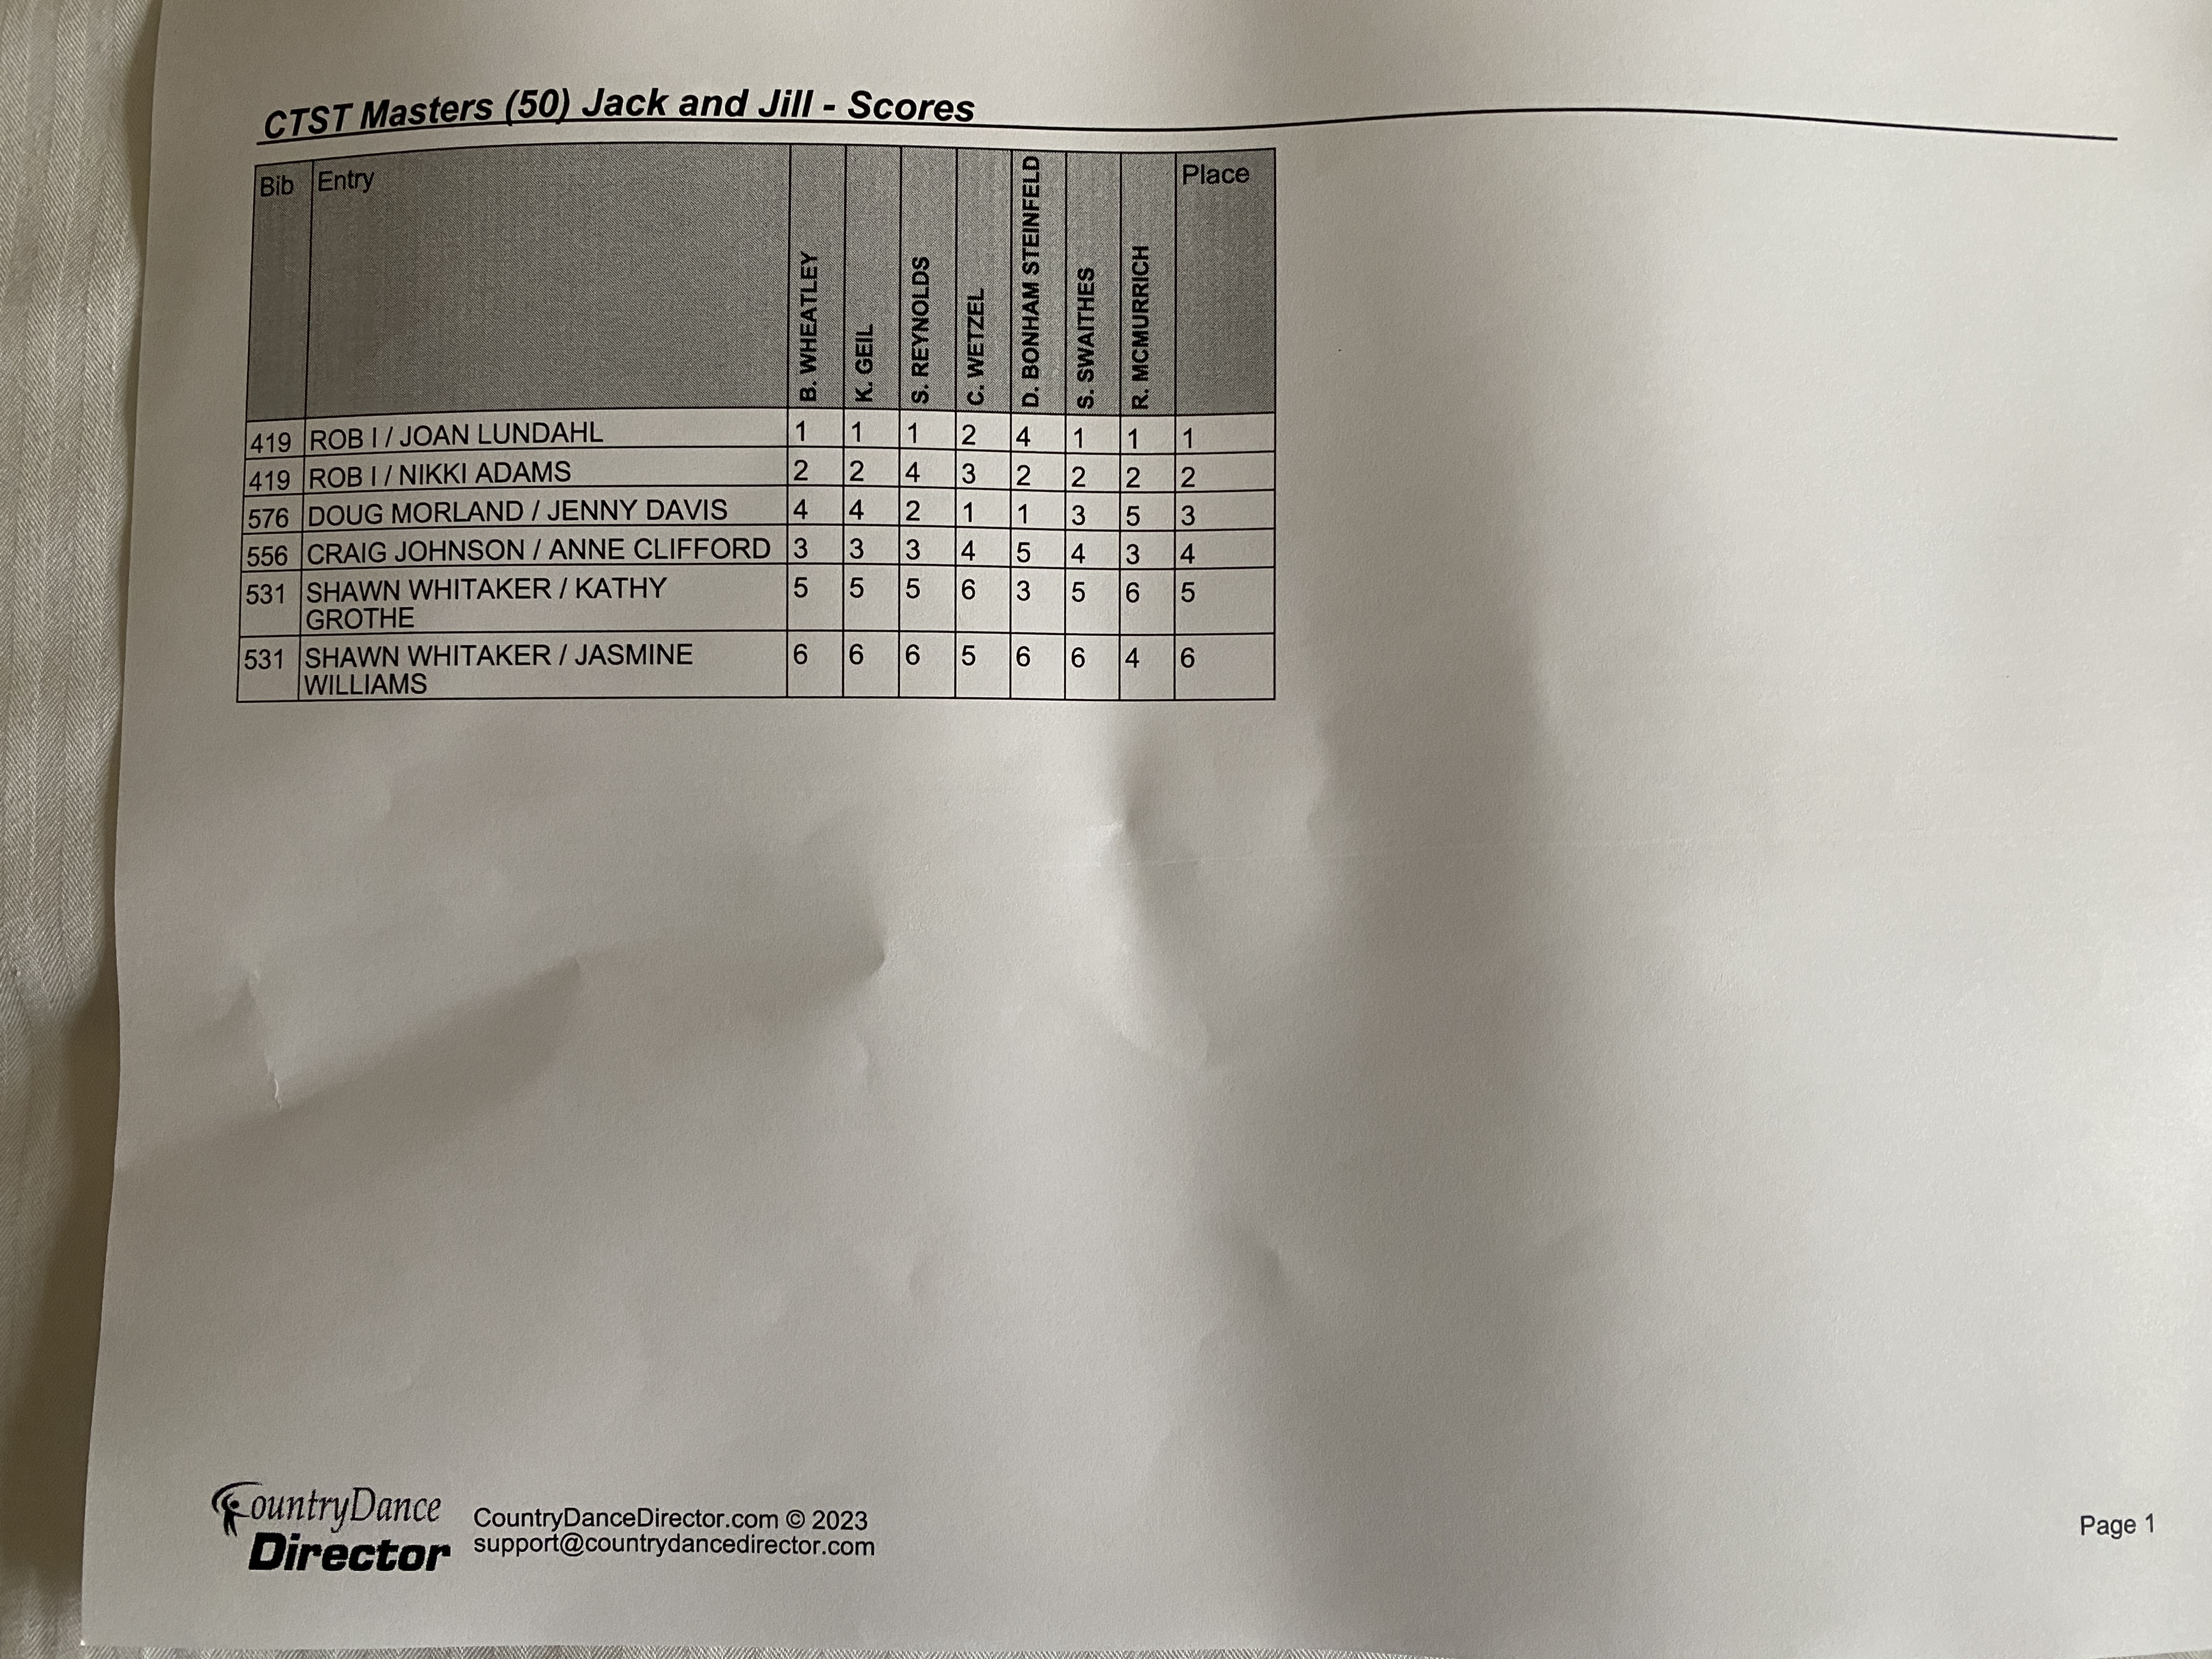 CTST Masters (50) Jack and Jill - Scores
Bib Entry B. WHEATLEY K. GEIL S. REYNOLDS C. WETZEL D. BONHAM STEINFELD S. SWAITHES R. MCMURRICH Place
419 ROB I / JOAN LUNDAHL 1 1 1 2 4 1 1 1
419 ROB I / NIKKI ADAMS 2 2 4 3 2 2 2 2
576 DOUG MORLAND / JENNY DAVIS 4 4 2 1 1 3 5 3
556 CRAIG JOHNSON / ANNE CLIFFORD 3 3 3 4 5 4 3 4
531 SHAWN WHITAKER / KATHY 5 5 5 6 3 5 6 5
GROTHE
531 SHAWN WHITAKER / JASMINE 6 6 6 5 6 6 4 6
WILLIAMS
CountryDance
Director
CountryDanceDirector.com © 2023
support@countrydancedirector.com
Page 1